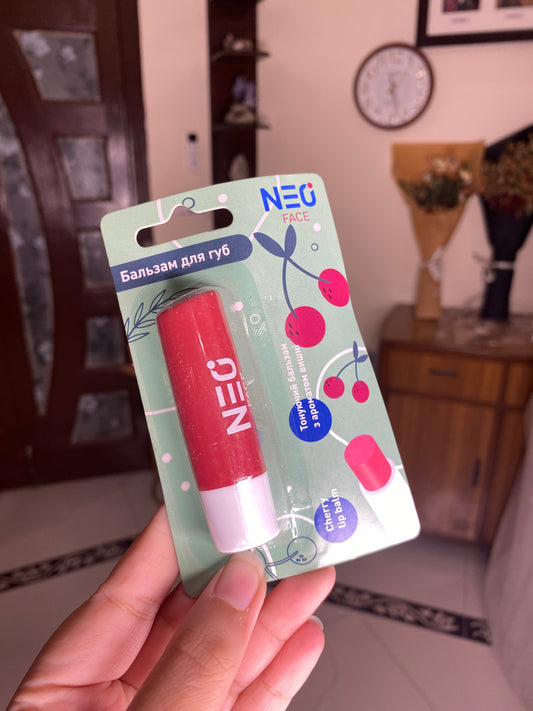 NEO
FACE
Бальзам для губ
NEO
Тонуючий бальзам
з ароматом вишні
Cherry
lip balm